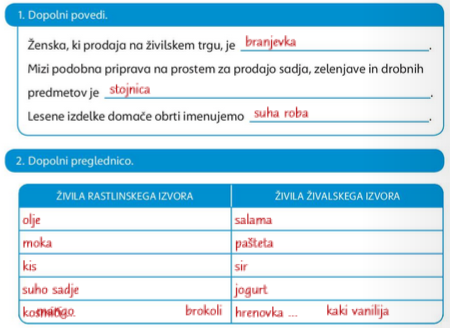 1. Dopolni povedi.
Ženska, ki prodaja na živilskem trgu, je branjevka.
Mizi podobna priprava na prostem za prodajo sadja, zelenjave in drobnih
predmetov je stojnica.
Lesene izdelke domače obrti imenujemo suha roba.
2. Dopolni preglednico.
ŽIVILA RASTLINSKEGA IZVORA ŽIVILA ŽIVALSKEGA IZVORA
olje salama
moka pašteta
kis sir
suho sadje jogurt
mango brokoli hrenovka ... kaki vanilija